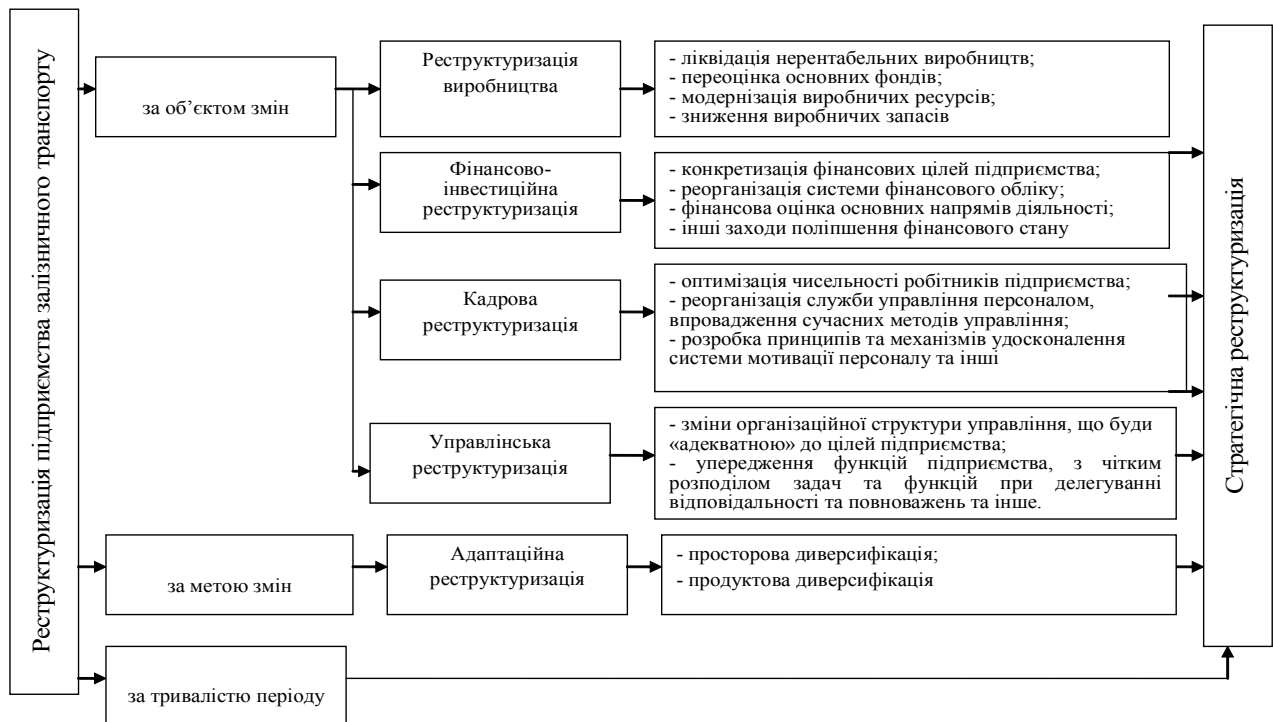 Реструктуризація підприємства залізничного транспорту
за об’єктом змін
Реструктуризація
виробництва
- ліквідація нерентабельних виробництв;
- переоцінка основних фондів;
- модернізація виробничих ресурсів;
- зниження виробничих запасів
Фінансово-
інвестиційна
реструктуризація
- конкретизація фінансових цілей підприємства;
- реорганізація системи фінансового обліку;
- фінансова оцінка основних напрямів діяльності;
- інші заходи поліпшення фінансового стану
Кадрова
реструктуризація
- оптимізація чисельності робітників підприємства;
- реорганізація служби управління персоналом,
впровадження сучасних методів управління;
- розробка принципів та механізмів удосконалення
системи мотивації персоналу та інші
Управлінська
реструктуризація
- зміни організаційної структури управління, що буди
«адекватною» до цілей підприємства;
- упередження функцій підприємства, з чітким
розподілом задач та функцій при делегуванні
відповідальності та повноважень та інше.
за метою змін
Адаптаційна
реструктуризація
- просторова диверсифікація;
- продуктова диверсифікація
за тривалістю періоду
Стратегічна реструктуризація